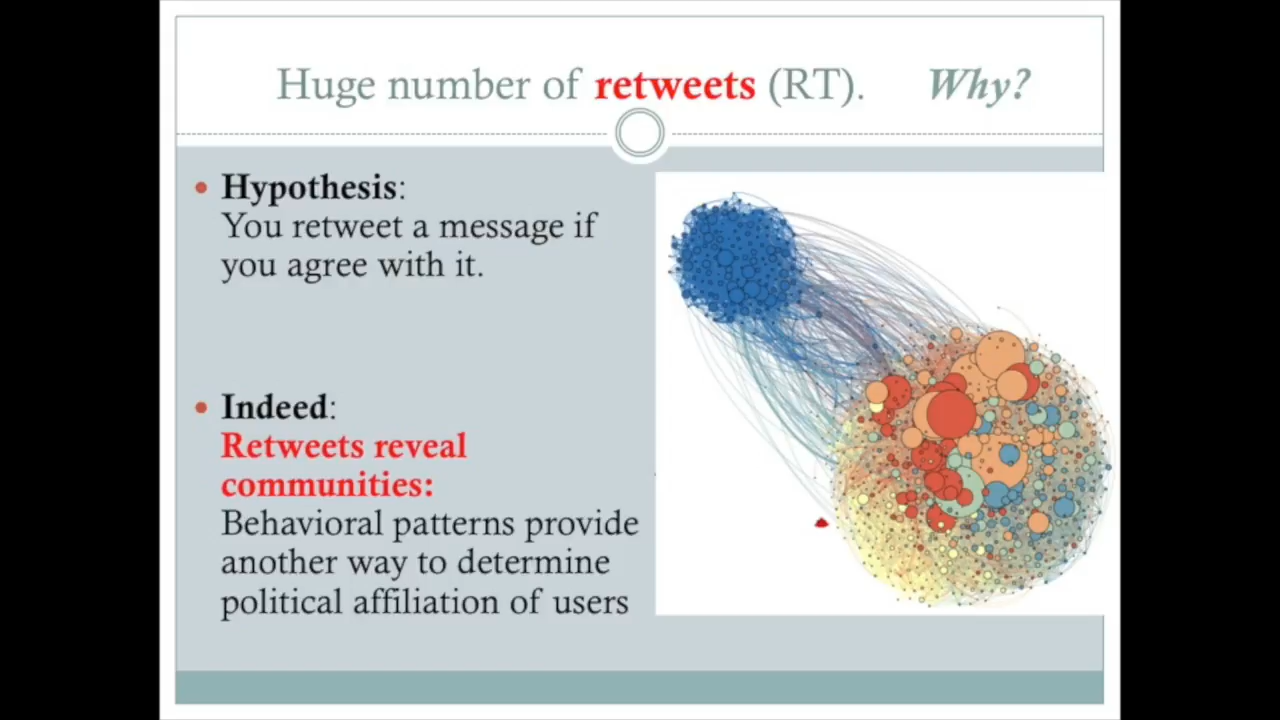 Huge number of retweets (RT). Why?
• Hypothesis:
You retweet a message if
you agree with it.
• Indeed:
Retweets reveal
communities:
Behavioral patterns provide
another way to determine
political affiliation of users